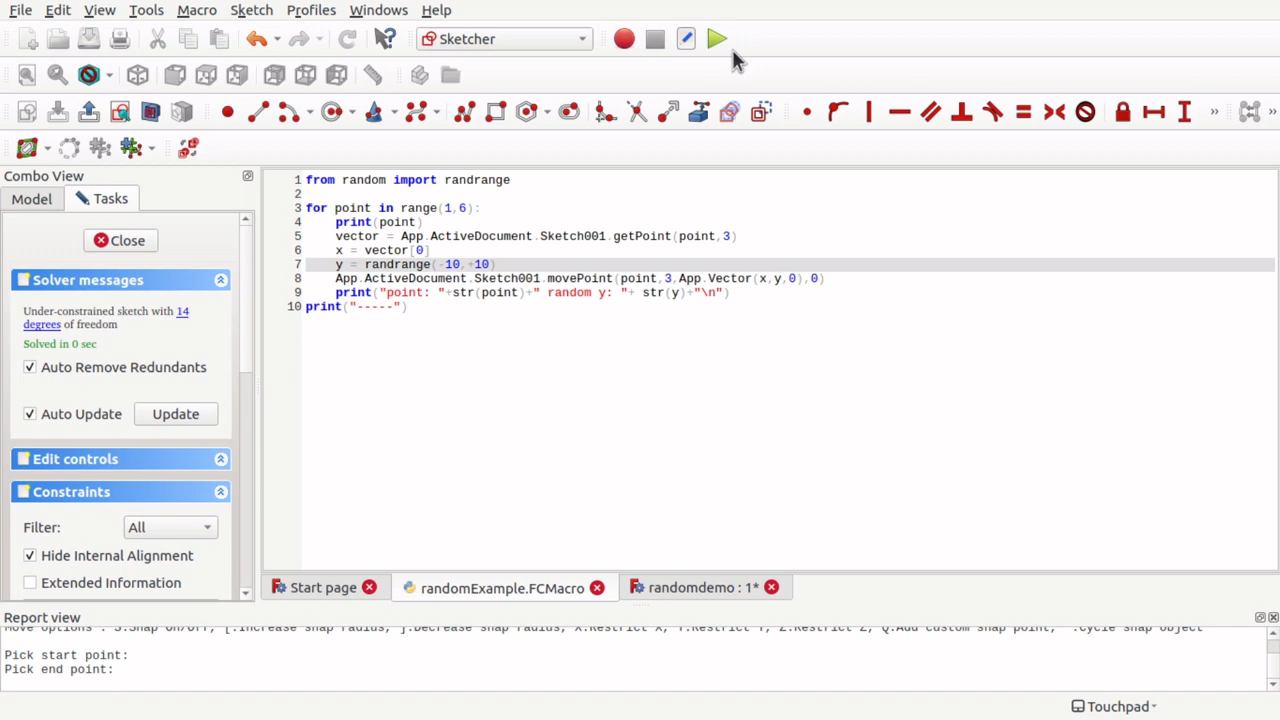 File Edit View Tools Macro Sketch Profiles Windows Help
Sketcher
Combo View
Model Tasks
Close
Solver messages
Under-constrained sketch with 14
degrees of freedom
Solved in 0 sec
Auto Remove Redundants
Auto Update Update
Edit controls
Constraints
Filter: All
Hide Internal Alignment
Extended Information
1 from random import randrange
2
3 for point in range(1,6):
4 print(point)
5 vector = App.ActiveDocument.Sketch001.getPoint(point,3)
6 x = vector[0]
7 y = randrange(-10,+10)
8 App.ActiveDocument.Sketch001.movePoint(point,3,App.Vector(x,y,0),0)
9 print("point: "+str(point)+" random y: "+ str(y)+"\n")
10 print("-----")
Start page randomExample.FCMacro randomdemo : 1*
Report view
Pick start point:
Pick end point:
Touchpad